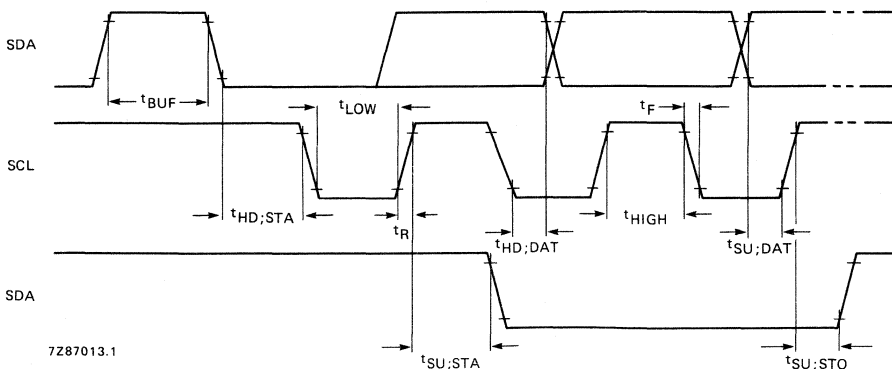 SDA
tBUF
tLOW
tF
SCL
tHD;STA
tR
tHD;DAT
tHIGH
tSU;DAT
SDA
7Z87013.1
tSU;STA
tSU;STO